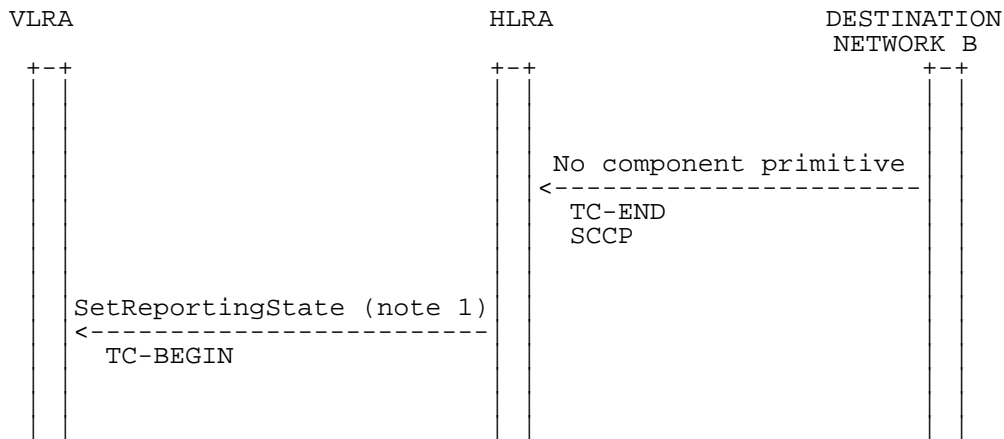 VLRA HLRA DESTINATION
NETWORK B
No component primitive
TC-END
SCCP
SetReportingState (note 1)
TC-BEGIN